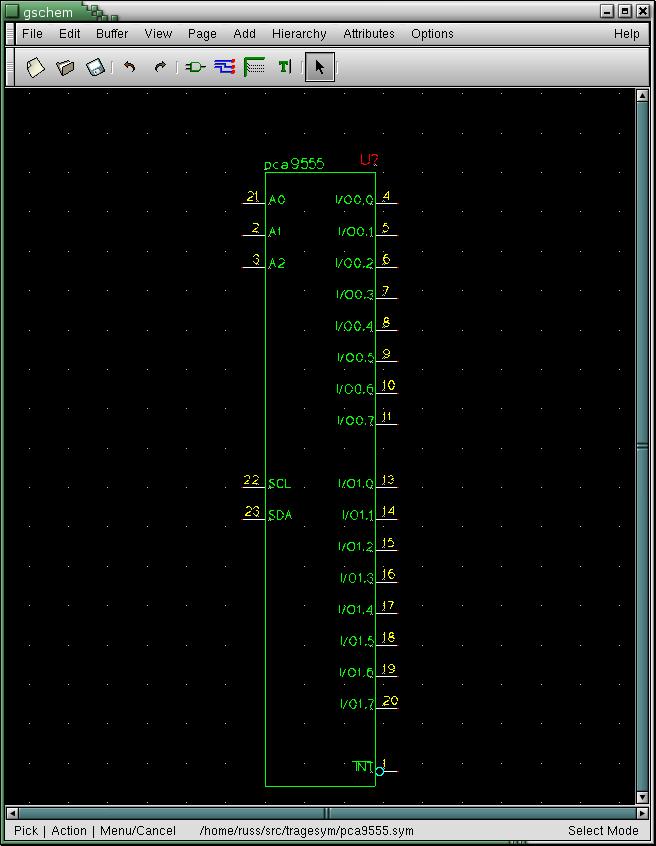 gschem
File Edit Buffer View Page Add Hierarchy Attributes Options Help
T
pca9555 U?
21 A0 I/O0.0 4
2 A1 I/O0.1 5
3 A2 I/O0.2 6
I/O0.3 7
I/O0.4 8
I/O0.5 9
I/O0.6 10
I/O0.7 11
22 SCL I/O1.0 13
23 SDA I/O1.1 14
I/O1.2 15
I/O1.3 16
I/O1.4 17
I/O1.5 18
I/O1.6 19
I/O1.7 20
INT 1
Pick | Action | Menu/Cancel /home/russ/src/tragesym/pca9555.sym Select Mode